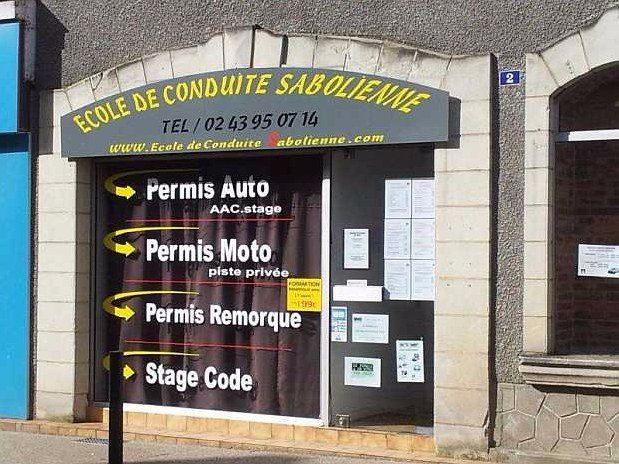 ECOLE DE CONDUITE SABOLIENNE
TEL/ 02 43 95 07 14
www.Ecole de Conduite Sabolienne.com
2
Permis Auto
AAC.stage
Permis Moto
piste privée
FORMATION
199€
Permis Remorque
Stage Code